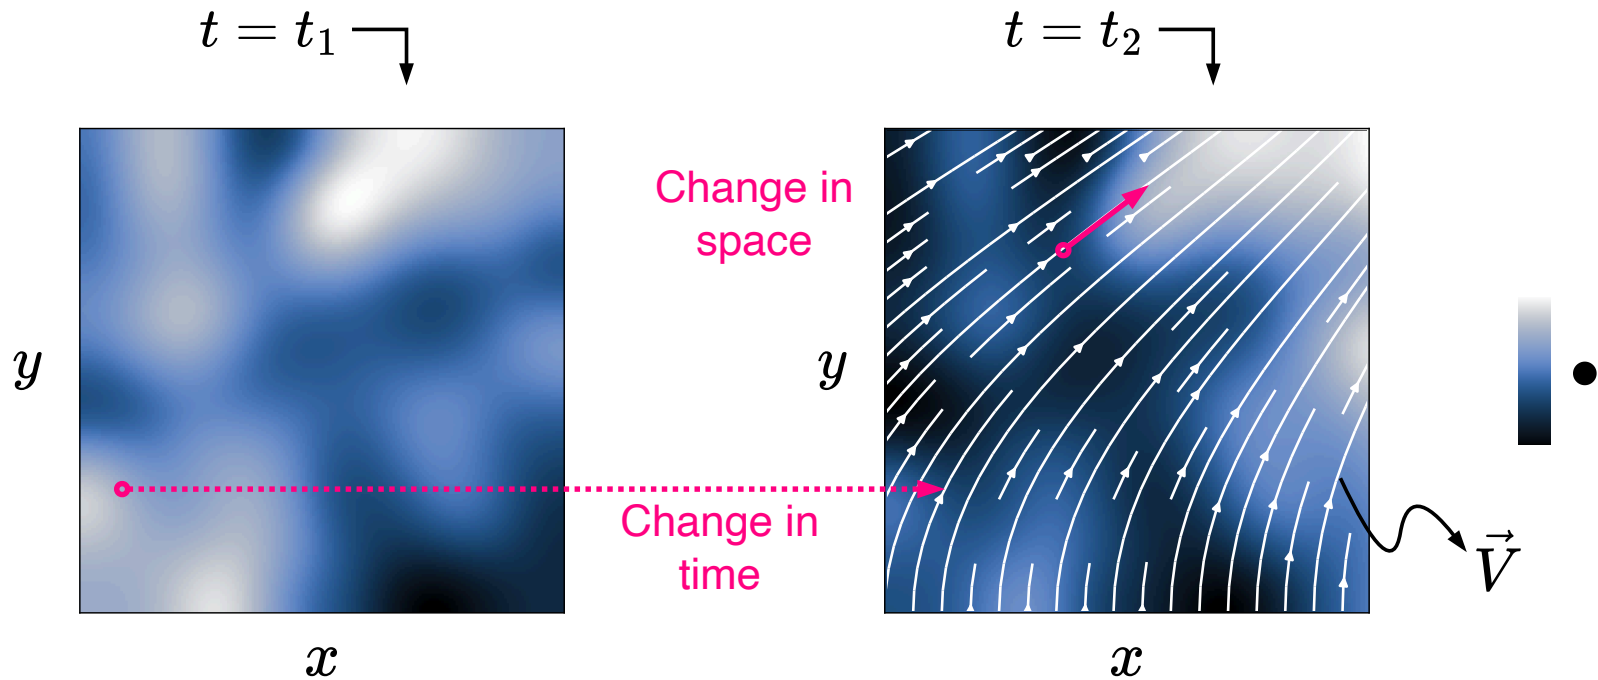 t = t₁
t = t₂
Change in
space
y
y
Change in
time
V⃗
x
x